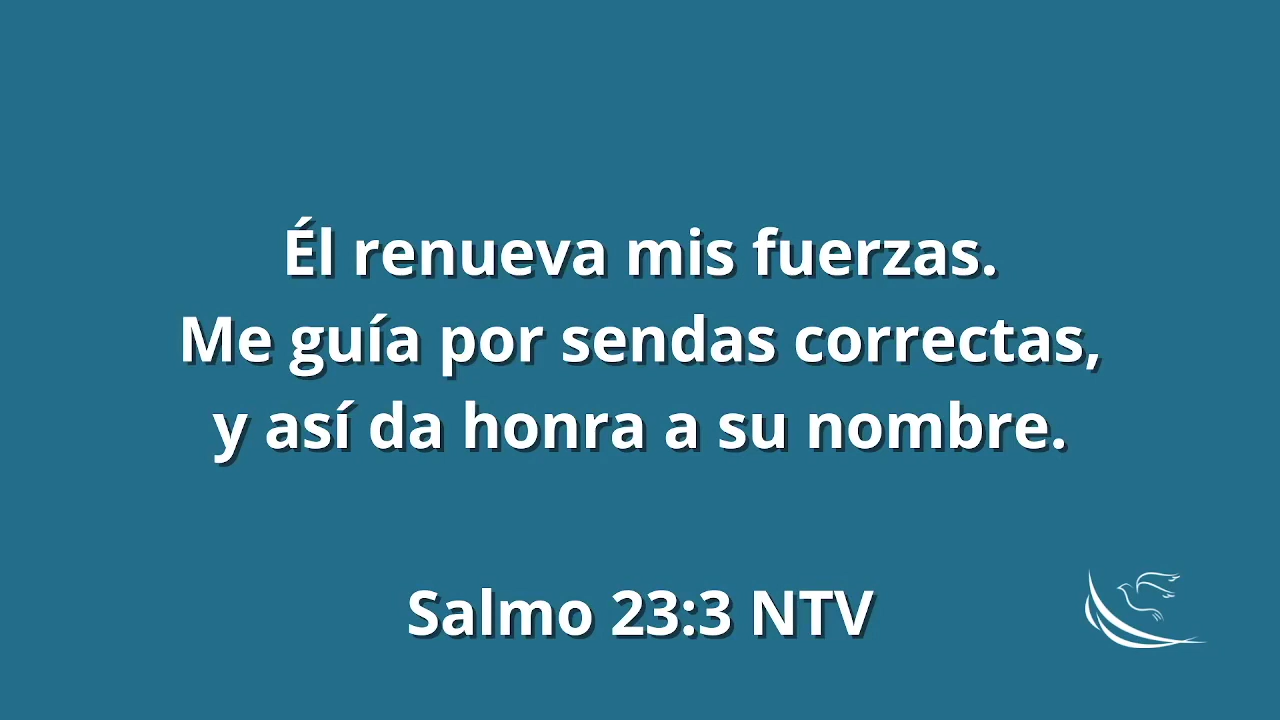 Él renueva mis fuerzas.
Me guía por sendas correctas,
y así da honra a su nombre.
Salmo 23:3 NTV